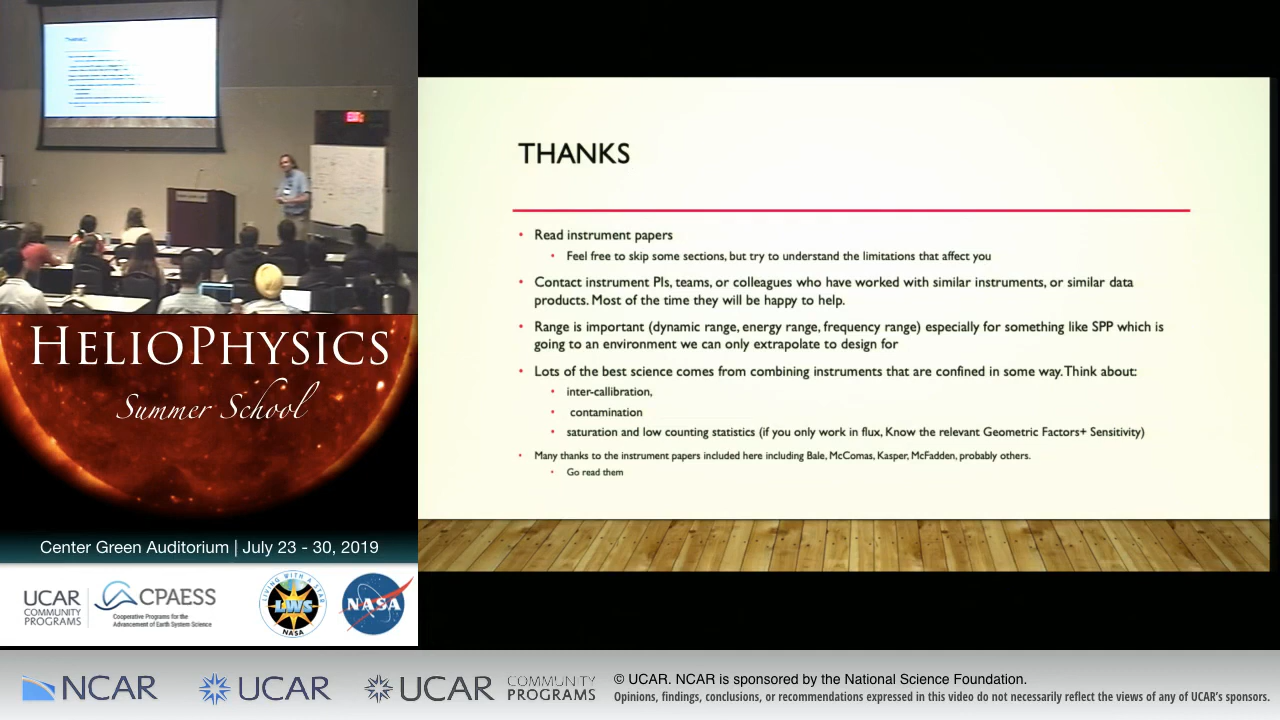 THANKS
EXIT
HELIOPHYSICS
Summer School
Center Green Auditorium | July 23 - 30, 2019
UCAR
COMMUNITY
PROGRAMS
CPAESS
Cooperative Programs for the
Advancement of Earth System Science
LIVING WITH A STAR
LWS
NASA
NASA
THANKS
• Read instrument papers
• Feel free to skip some sections, but try to understand the limitations that affect you
• Contact instrument PIs, teams, or colleagues who have worked with similar instruments, or similar data
products. Most of the time they will be happy to help.
• Range is important (dynamic range, energy range, frequency range) especially for something like SPP which is
going to an environment we can only extrapolate to design for
• Lots of the best science comes from combining instruments that are confined in some way. Think about:
• inter-callibration,
• contamination
• saturation and low counting statistics (if you only work in flux, Know the relevant Geometric Factors+ Sensitivity)
• Many thanks to the instrument papers included here including Bale, McComas, Kasper, McFadden, probably others.
• Go read them
NCAR
UCAR
UCAR
COMMUNITY
PROGRAMS
© UCAR. NCAR is sponsored by the National Science Foundation.
Opinions, findings, conclusions, or recommendations expressed in this video do not necessarily reflect the views of any of UCAR's sponsors.